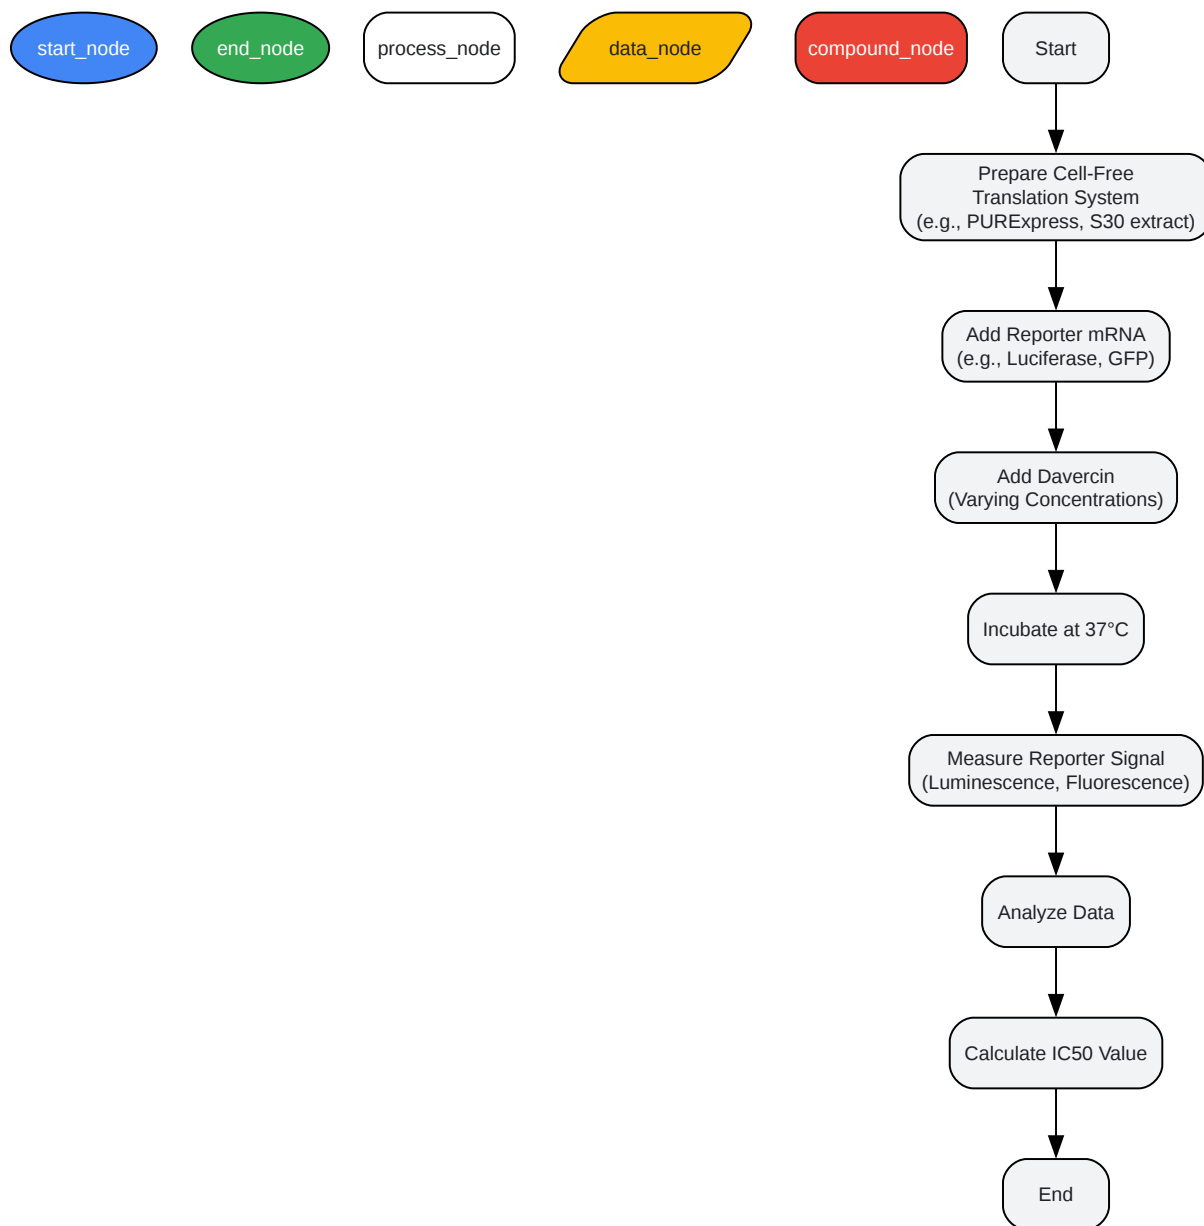 start_node
end_node
process_node
data_node
compound_node
Start
Prepare Cell-Free
Translation System
(e.g., PURExpress, S30 extract)
Add Reporter mRNA
(e.g., Luciferase, GFP)
Add Davercin
(Varying Concentrations)
Incubate at 37°C
Measure Reporter Signal
(Luminescence, Fluorescence)
Analyze Data
Calculate IC50 Value
End